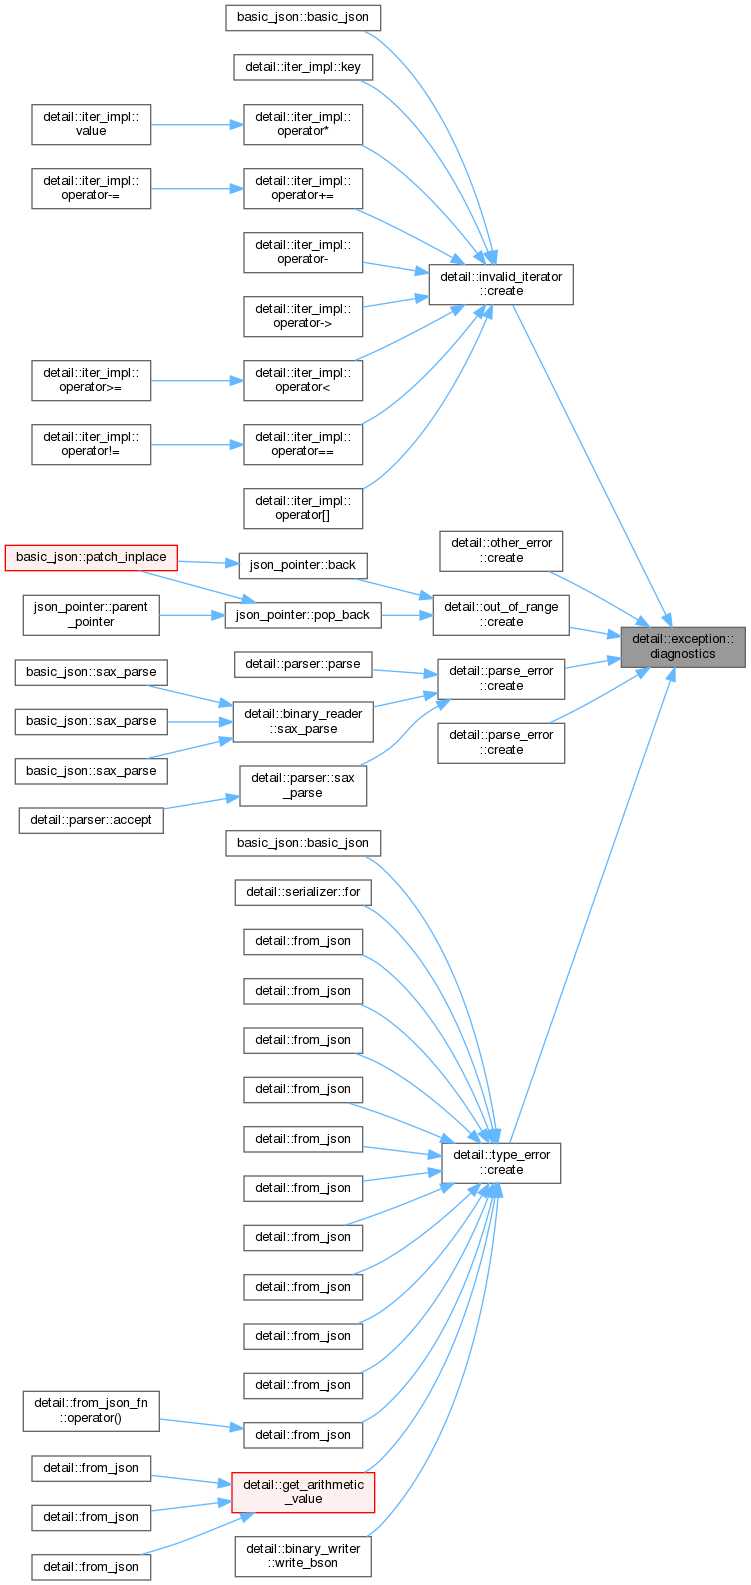 basic_json::basic_json
detail::iter_impl::key
detail::iter_impl::
value
detail::iter_impl::
operator*
detail::iter_impl::
operator-=
detail::iter_impl::
operator+=
detail::iter_impl::
operator-
detail::invalid_iterator
::create
detail::iter_impl::
operator->
detail::iter_impl::
operator>=
detail::iter_impl::
operator<
detail::iter_impl::
operator!=
detail::iter_impl::
operator==
detail::iter_impl::
operator[]
detail::other_error
::create
basic_json::patch_inplace
json_pointer::back
json_pointer::parent
_pointer
json_pointer::pop_back
detail::out_of_range
::create
detail::exception::
diagnostics
basic_json::sax_parse
detail::parser::parse
detail::parse_error
::create
basic_json::sax_parse
detail::binary_reader
::sax_parse
detail::parse_error
::create
basic_json::sax_parse
detail::parser::sax
_parse
detail::parser::accept
basic_json::basic_json
detail::serializer::for
detail::from_json
detail::from_json
detail::from_json
detail::from_json
detail::from_json
detail::type_error
::create
detail::from_json
detail::from_json
detail::from_json
detail::from_json
detail::from_json
detail::from_json_fn
::operator()
detail::from_json
detail::from_json
detail::get_arithmetic
_value
detail::from_json
detail::binary_writer
::write_bson
detail::from_json